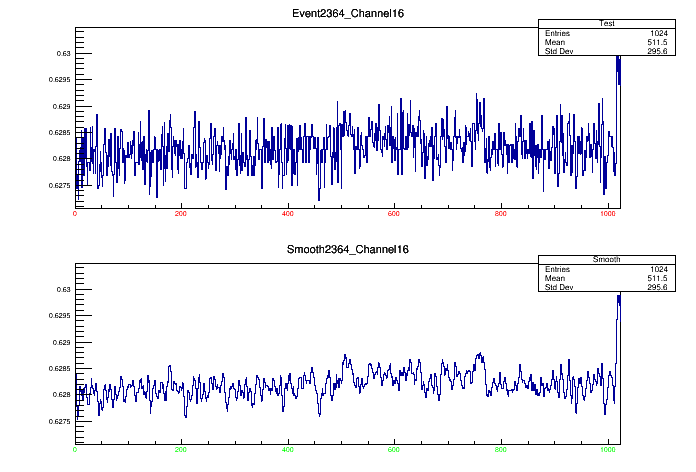 Event2364_Channel16
Test
Entries 1024
Mean 511.5
Std Dev 295.6
0.63
0.6295
0.629
0.6285
0.628
0.6275
0 200 400 600 800 1000
Smooth2364_Channel16
Smooth
Entries 1024
Mean 511.5
Std Dev 295.6
0.63
0.6295
0.629
0.6285
0.628
0.6275
0 200 400 600 800 1000